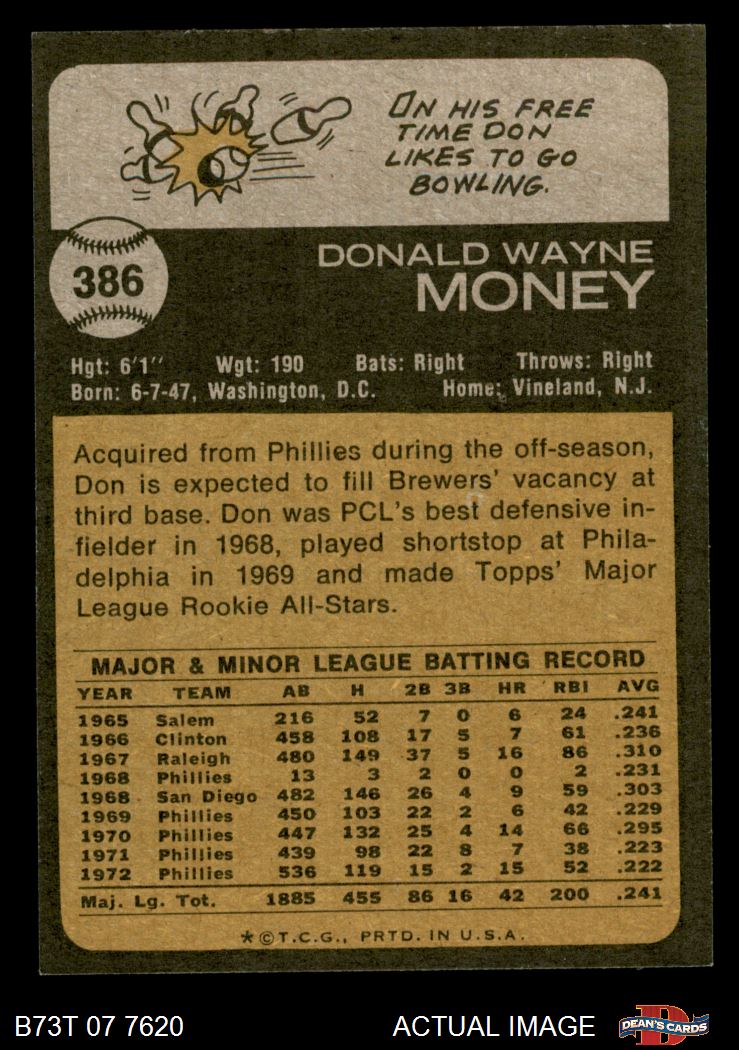 ON HIS FREE
TIME DON
LIKES TO GO
BOWLING.
386
DONALD WAYNE
MONEY
Hgt: 6'1'' Wgt: 190 Bats: Right Throws: Right
Born: 6-7-47, Washington, D.C. Home: Vineland, N.J.
Acquired from Phillies during the off-season,
Don is expected to fill Brewers' vacancy at
third base. Don was PCL's best defensive in-
fielder in 1968, played shortstop at Phila-
delphia in 1969 and made Topps' Major
League Rookie All-Stars.
MAJOR & MINOR LEAGUE BATTING RECORD
YEAR TEAM AB H 2B 3B HR RBI AVG
1965 Salem 216 52 7 0 6 24 .241
1966 Clinton 458 108 17 5 7 61 .236
1967 Raleigh 480 149 37 5 16 86 .310
1968 Phillies 13 3 2 0 0 2 .231
1968 San Diego 482 146 26 4 9 59 .303
1969 Phillies 450 103 22 2 6 42 .229
1970 Phillies 447 132 25 4 14 66 .295
1971 Phillies 439 98 22 8 7 38 .223
1972 Phillies 536 119 15 2 15 52 .222
Maj. Lg. Tot. 1885 455 86 16 42 200 .241
*©T.C.G., PRTD. IN U.S.A.
B73T 07 7620 ACTUAL IMAGE D DEAN'S CARDS